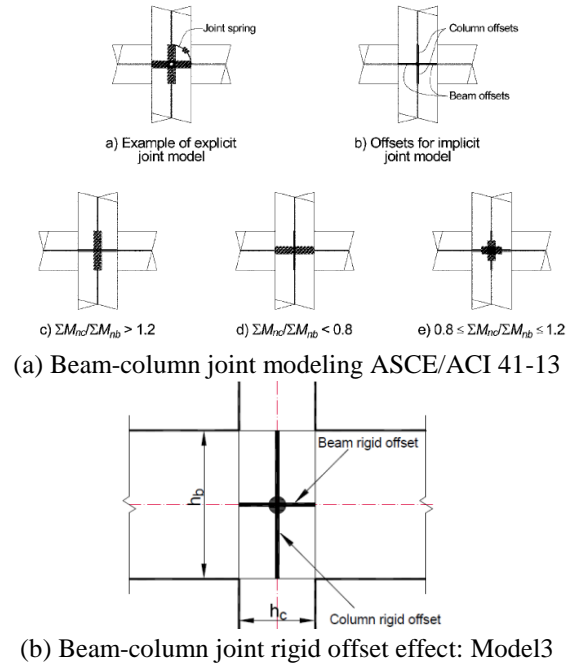 Joint spring
Column offsets
Beam offsets
a) Example of explicit
joint model
b) Offsets for implicit
joint model
c) ΣMnc/ΣMnb > 1.2
d) ΣMnc/ΣMnb < 0.8
e) 0.8 ≤ ΣMnc/ΣMnb ≤ 1.2
(a) Beam-column joint modeling ASCE/ACI 41-13
Beam rigid offset
hb
Column rigid offset
hc
(b) Beam-column joint rigid offset effect: Model3